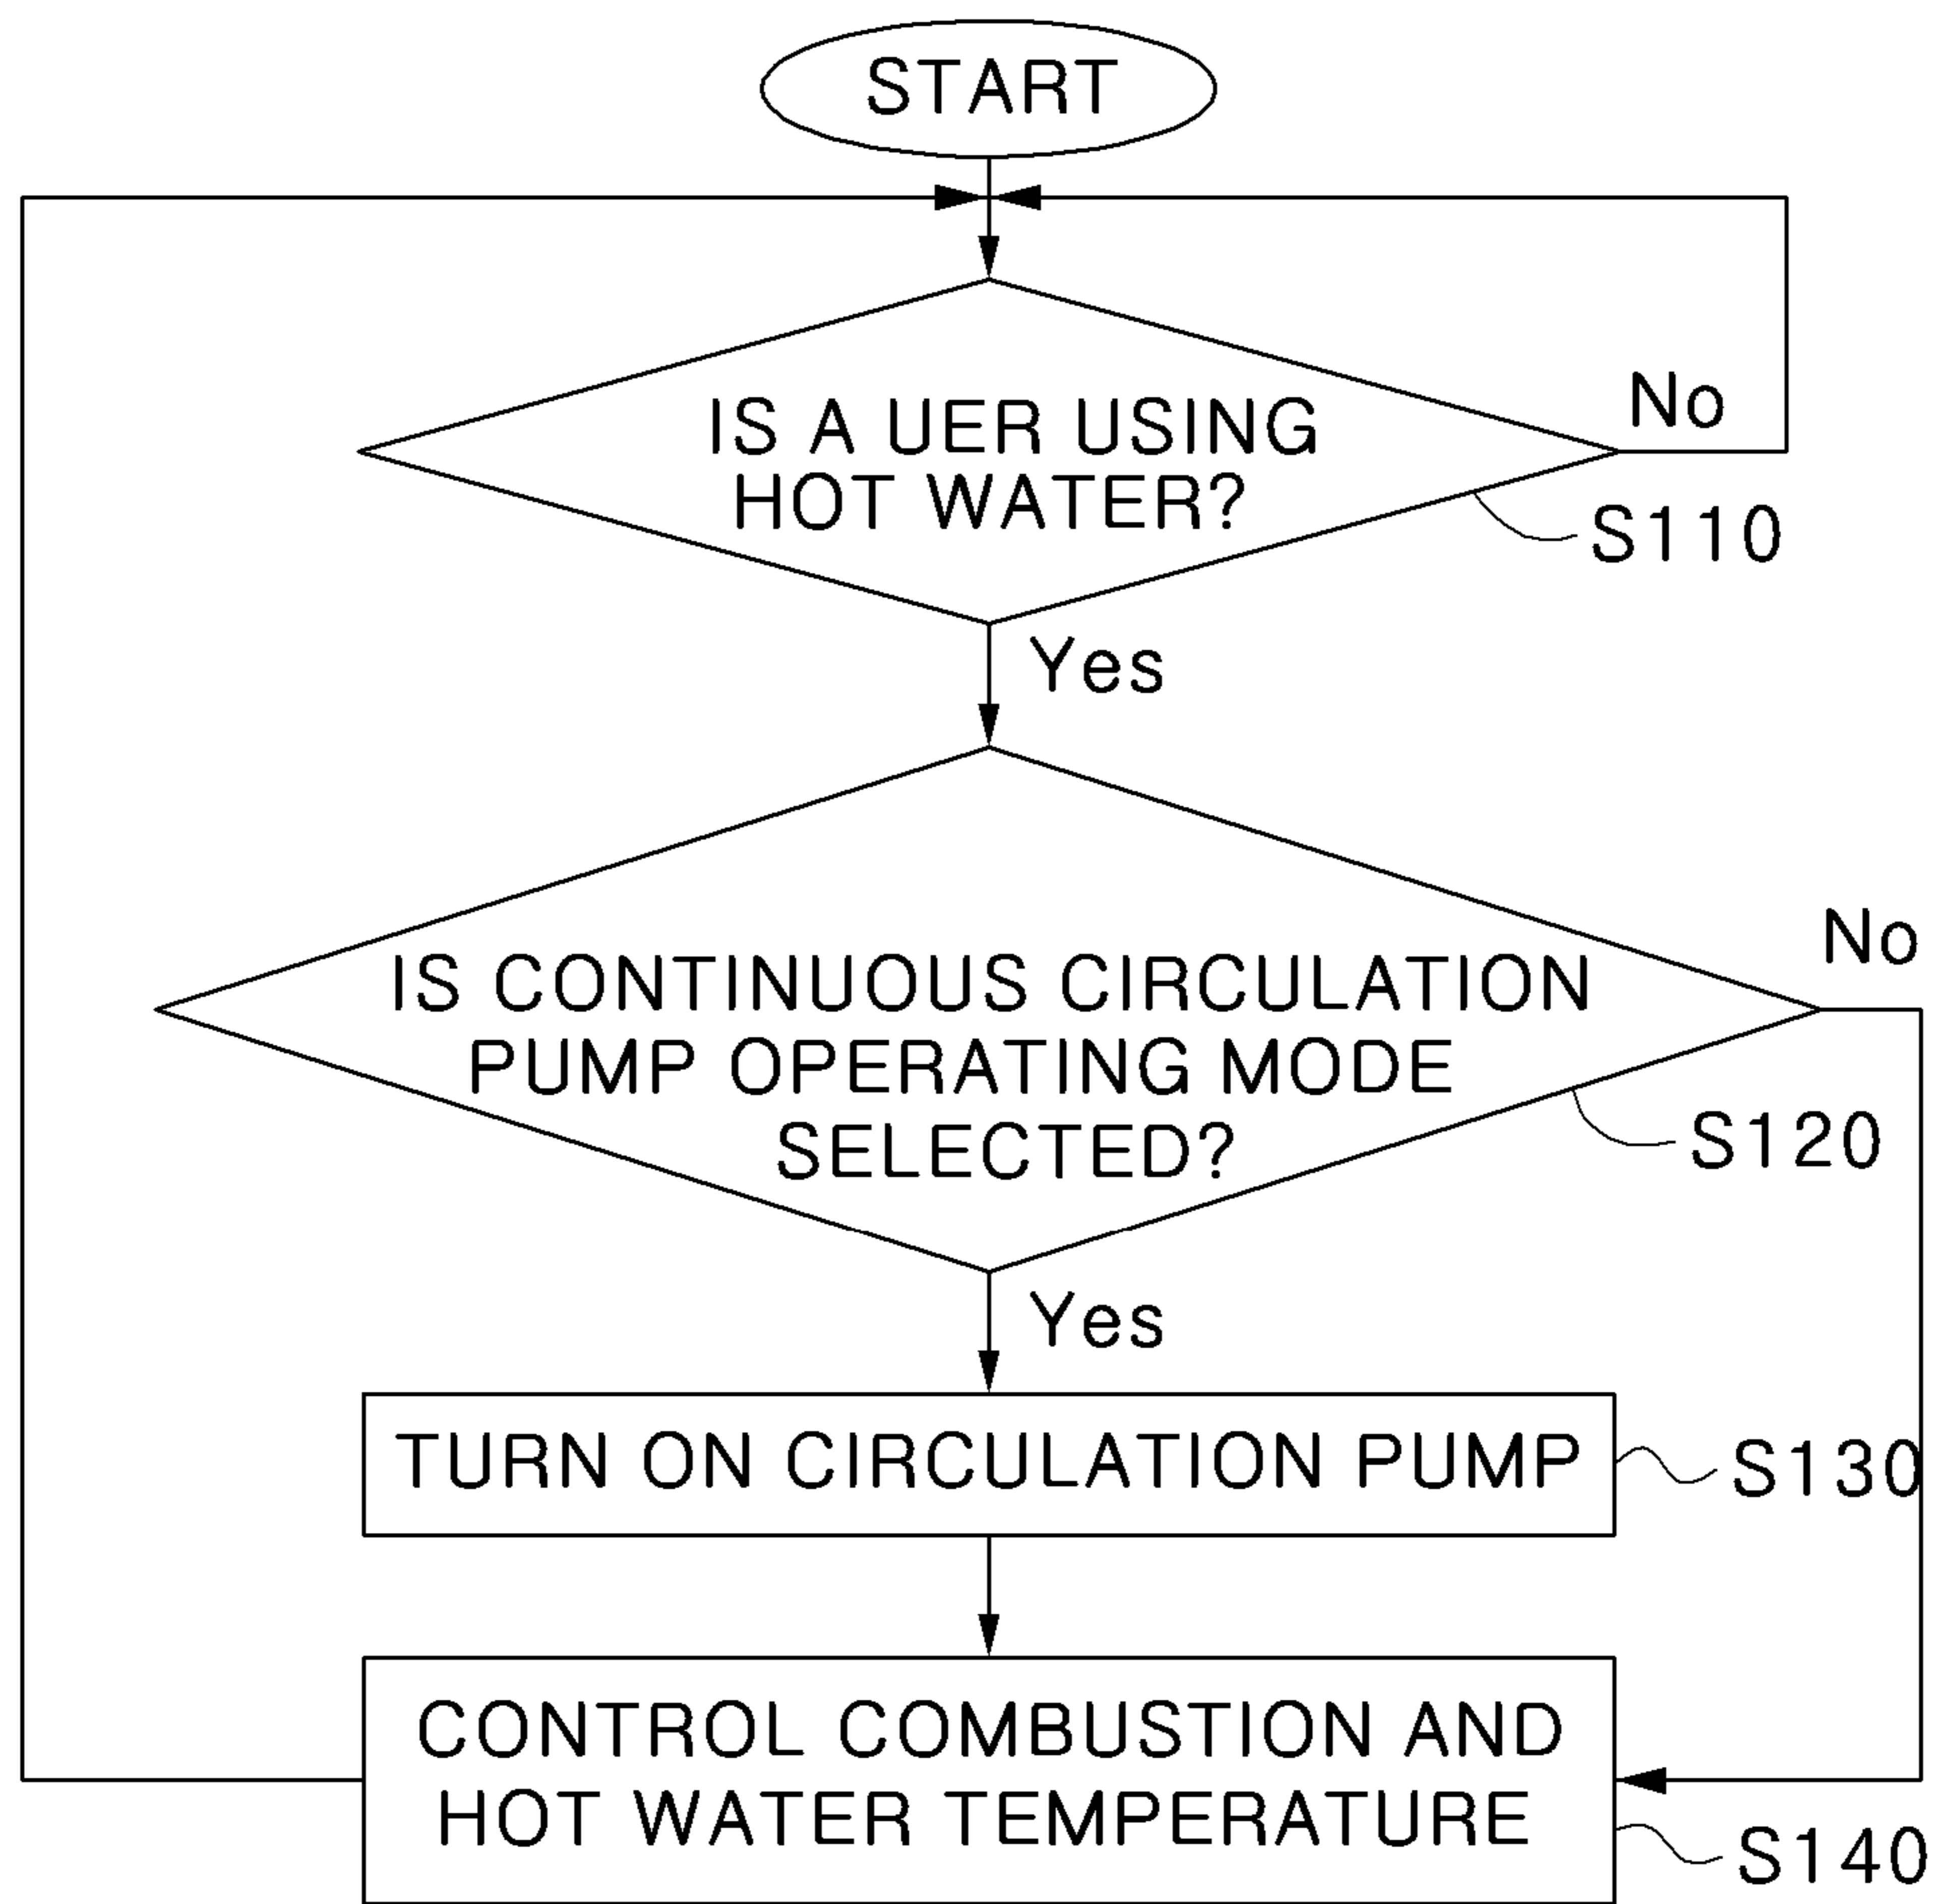 START
IS A UER USING
HOT WATER?
No
S110
Yes
No
IS CONTINUOUS CIRCULATION
PUMP OPERATING MODE
SELECTED?
S120
Yes
TURN ON CIRCULATION PUMP
S130
CONTROL COMBUSTION AND
HOT WATER TEMPERATURE
S140